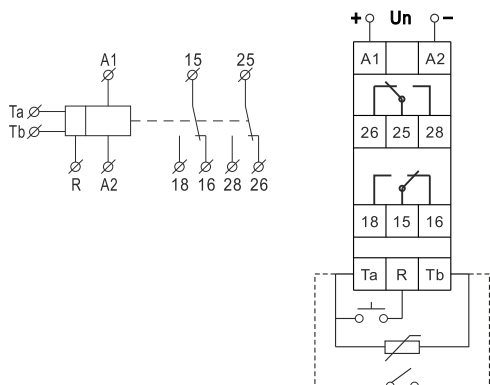 + Un −
A1 15 25
Ta
Tb
R A2 18 16 28 26
A1 A2
26 25 28
18 15 16
Ta R Tb